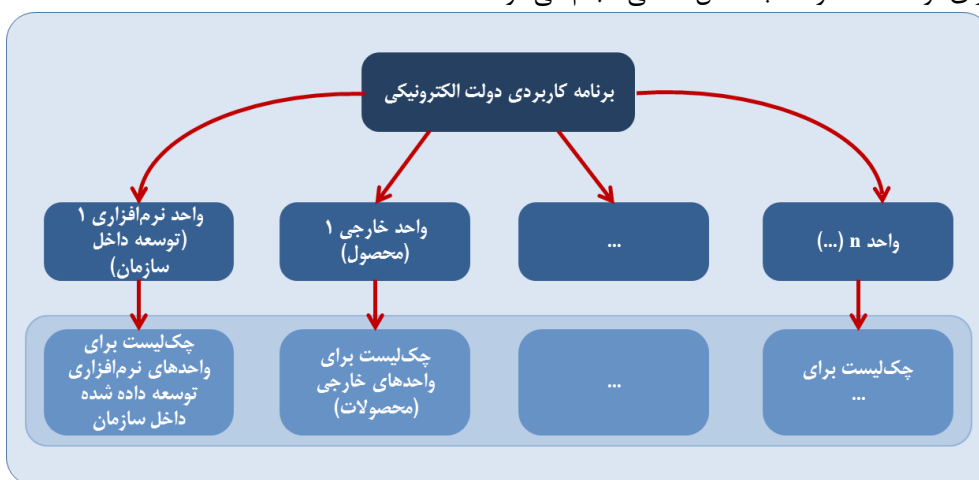 برنامه کاربردی دولت الکترونیکی
واحد n (...)
...
واحد خارجی ۱
(محصول)
واحد نرم‌افزاری ۱
(توسعه داخل
سازمان)
چک‌لیست برای
...
...
چک‌لیست برای
واحدهای خارجی
(محصولات)
چک‌لیست برای
واحدهای نرم‌افزاری
توسعه داده شده
داخل سازمان